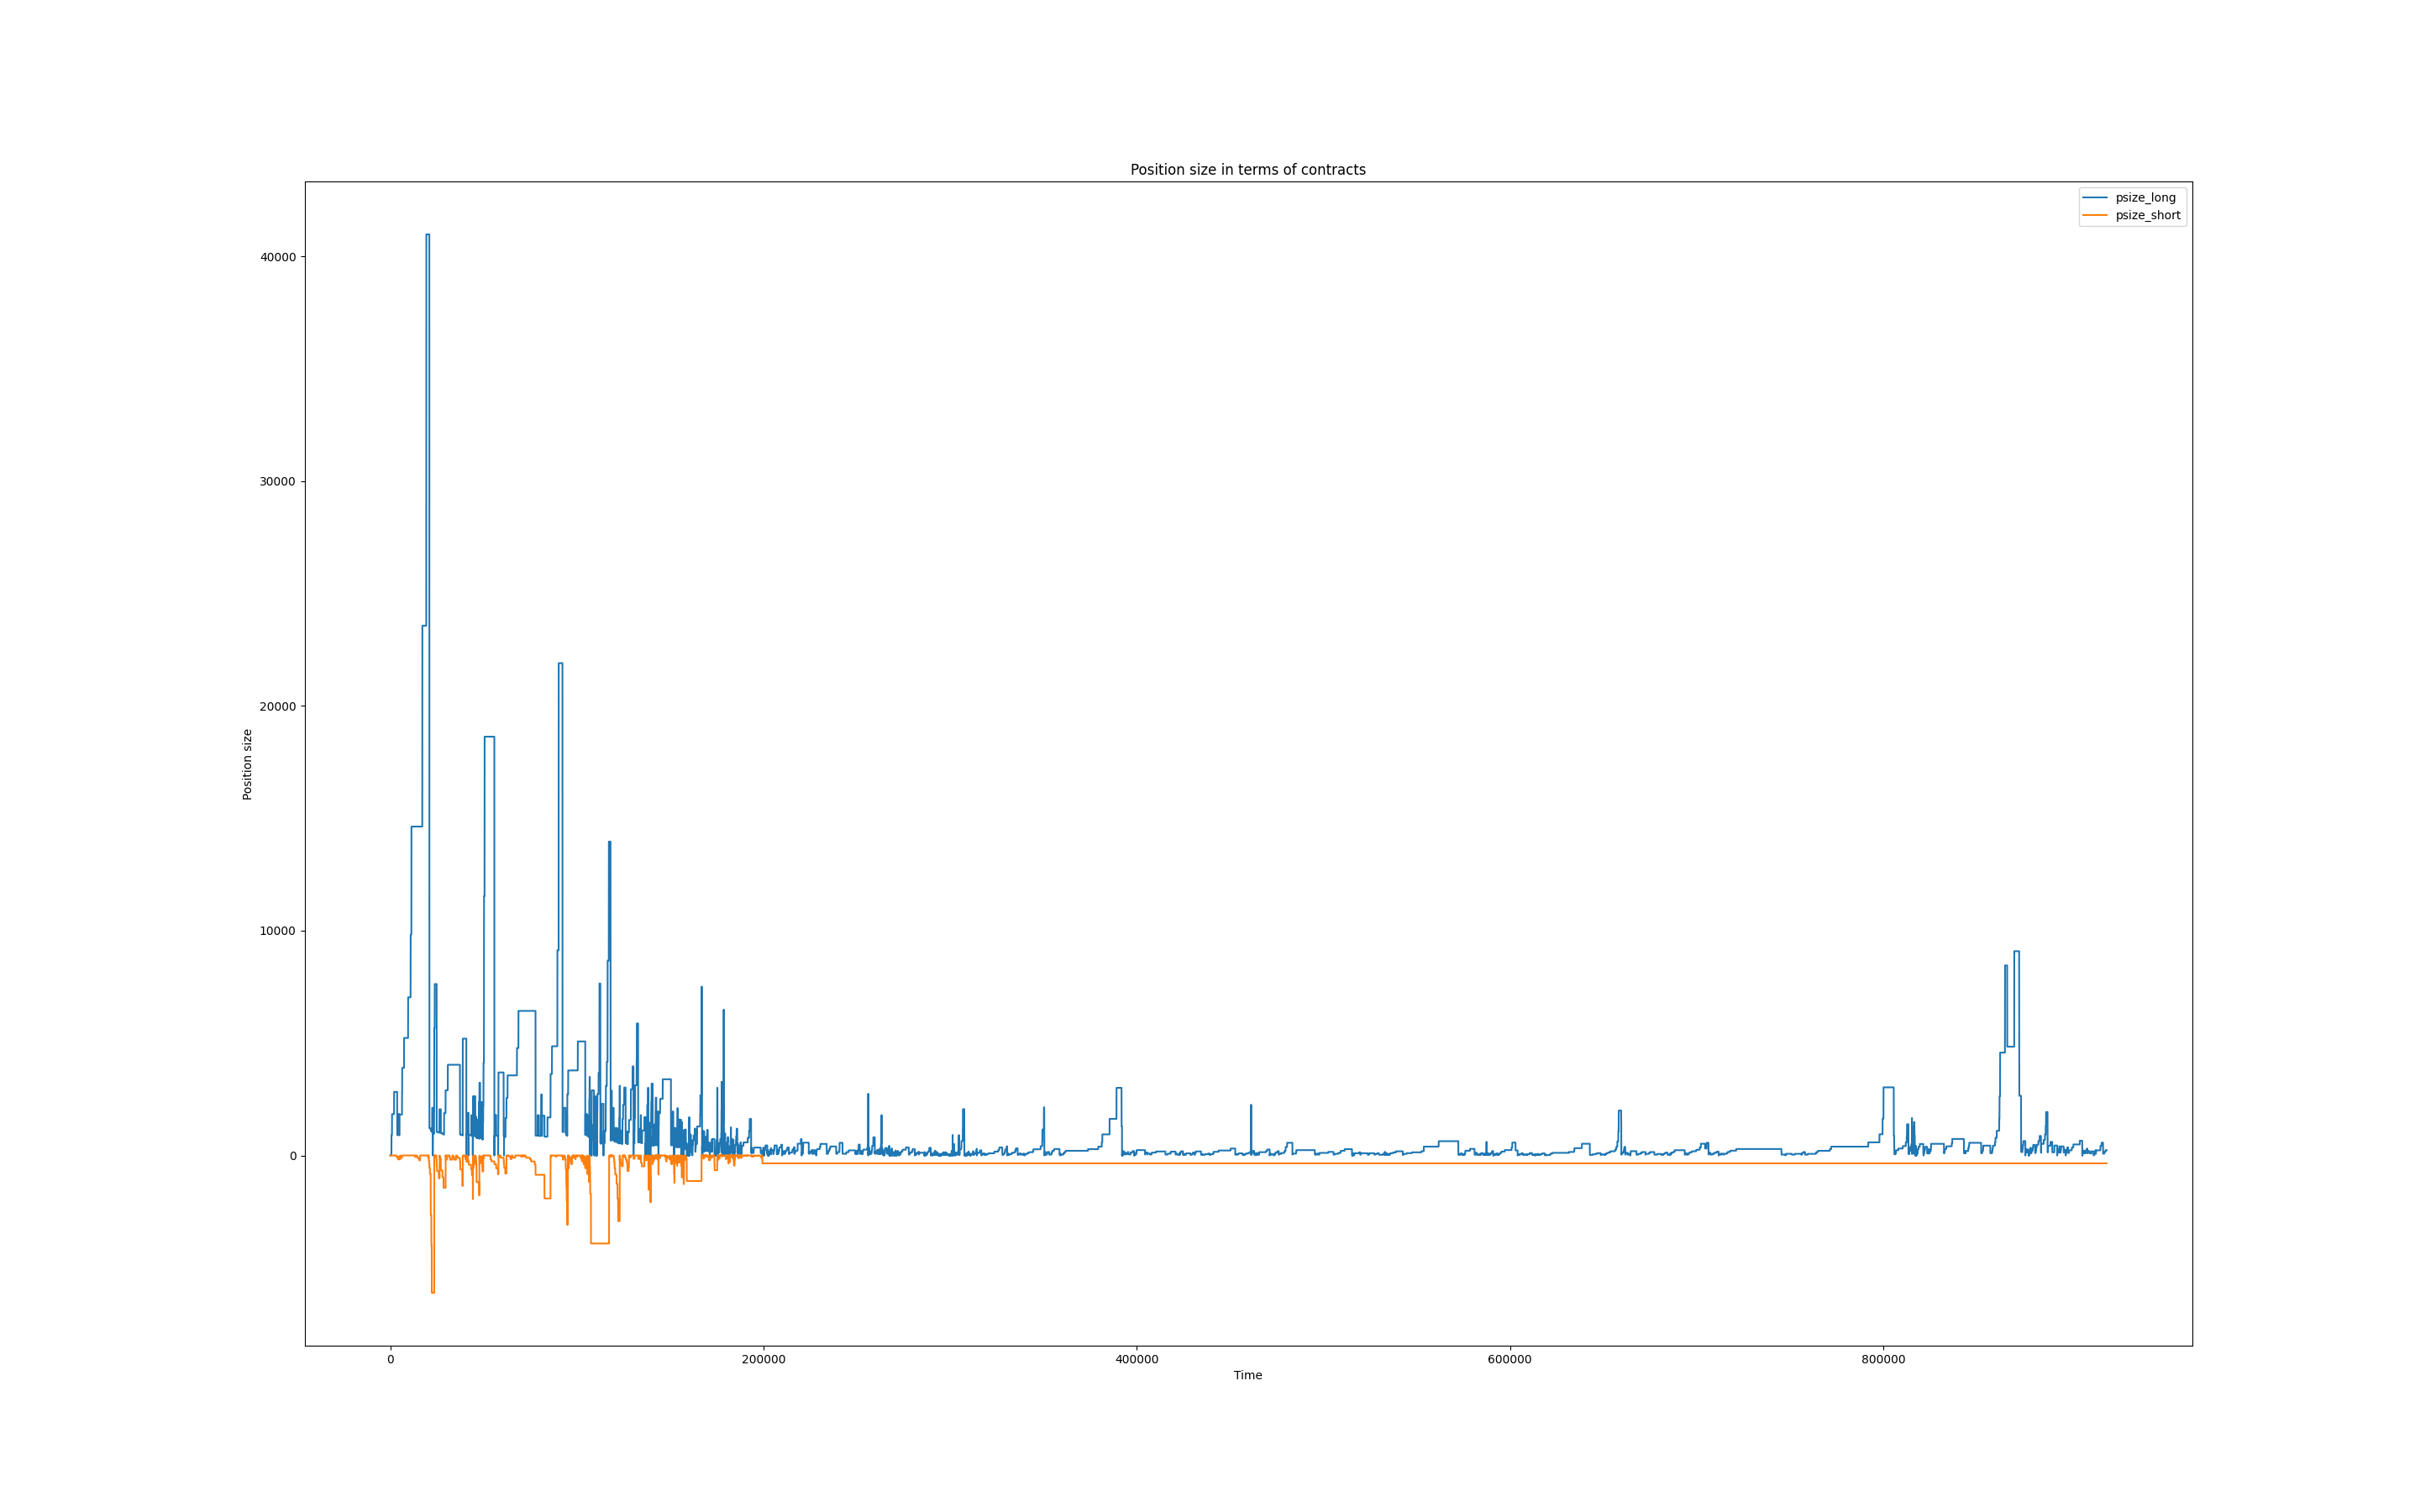 Position size in terms of contracts
psize_long
psize_short
40000
30000
20000
10000
0
Position size
0
200000
400000
600000
800000
Time